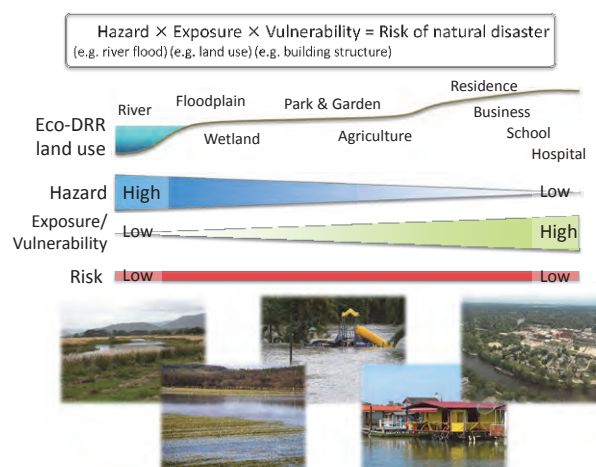 Hazard × Exposure × Vulnerability = Risk of natural disaster
(e.g. river flood) (e.g. land use) (e.g. building structure)
Residence
River
Floodplain
Park & Garden
Business
Eco-DRR
land use
Wetland
Agriculture
School
Hospital
Hazard
High
Low
Exposure/
Vulnerability
Low
High
Risk
Low
Low